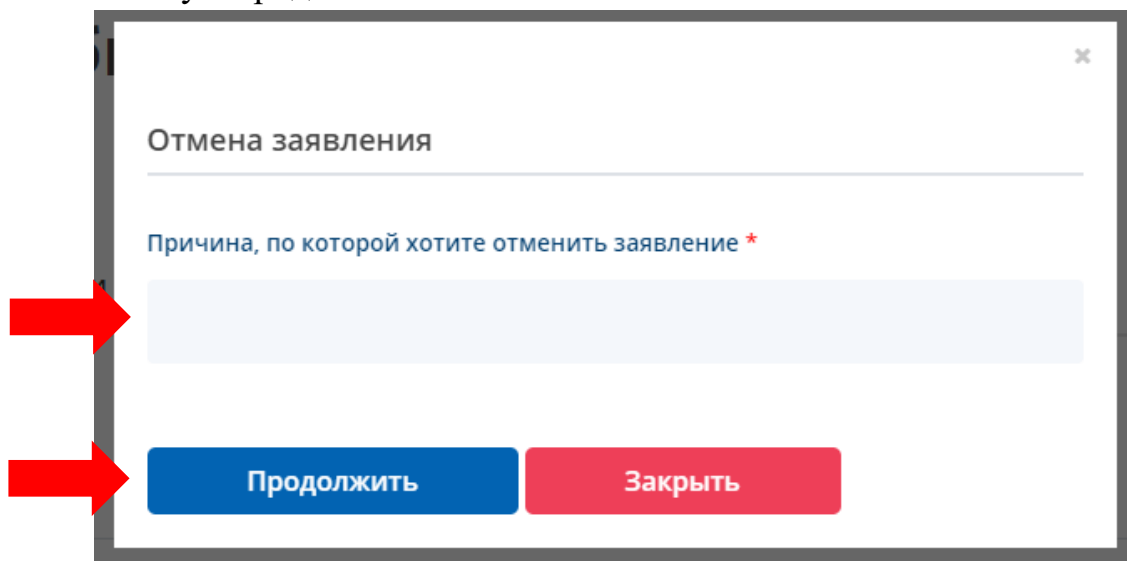 Отмена заявления
Причина, по которой хотите отменить заявление *
Продолжить
Закрыть